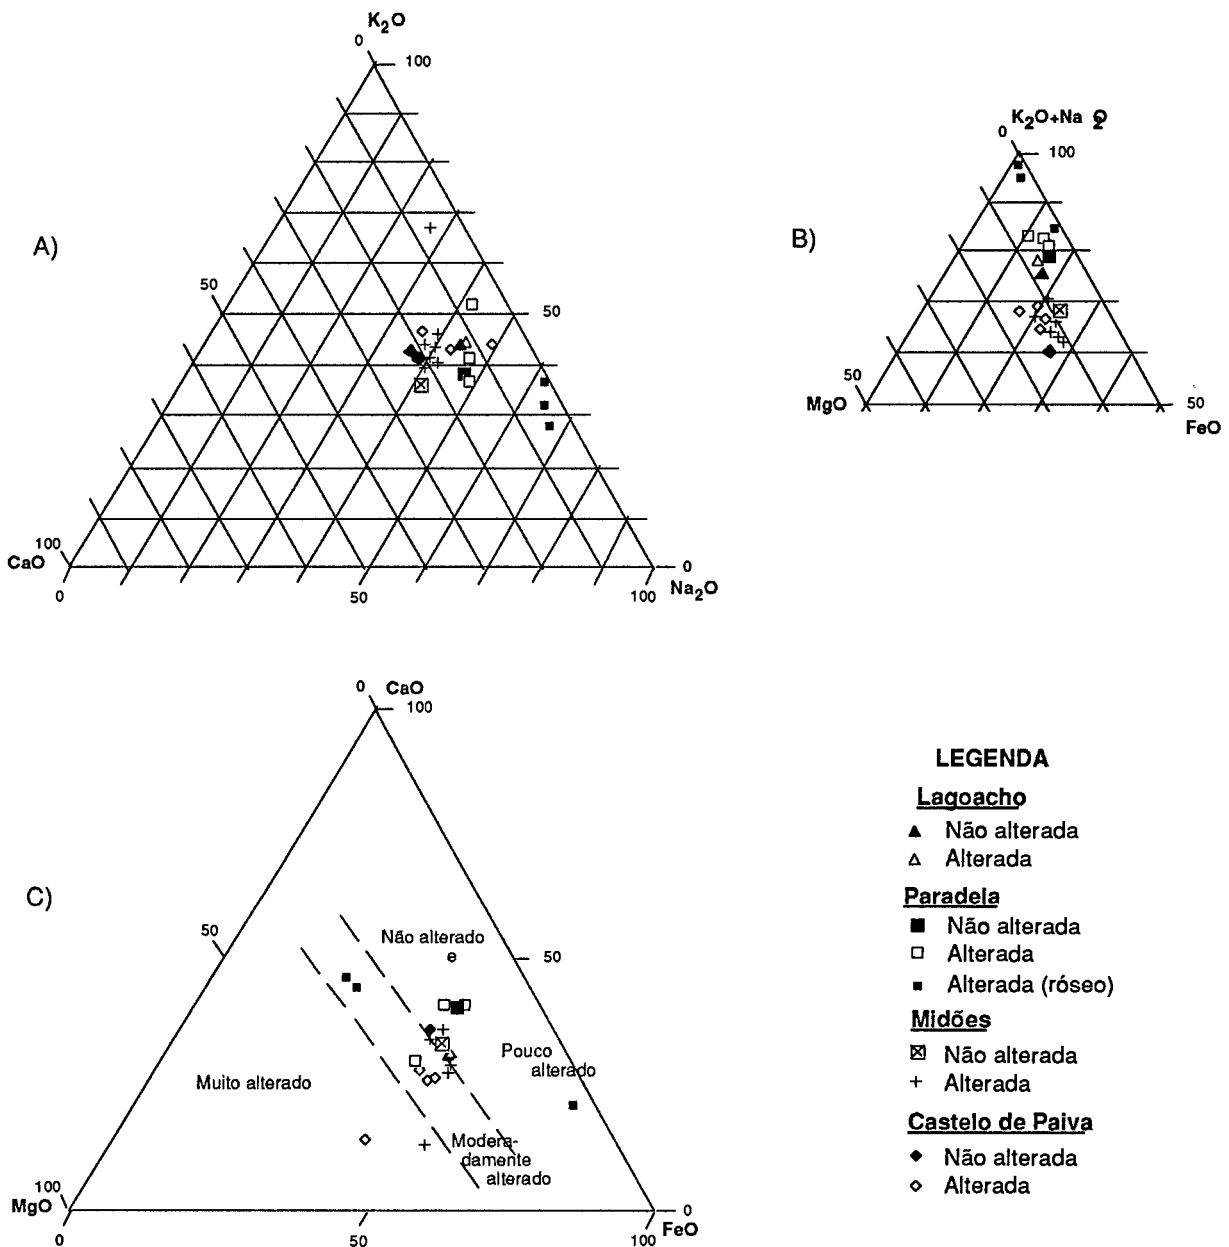 K₂O
0
100
A)
50
50
100
CaO
0
50
100
0
Na₂O
K₂O+Na₂O
0
100
B)
50
MgO
50
FeO
0
CaO
100
C)
50
Não alterado
e
50
Pouco
alterado
Muito alterado
Modera-
damente
alterado
100
MgO
0
50
100
0
FeO
LEGENDA
Lagoacho
Não alterada
Alterada
Paradela
Não alterada
Alterada
Alterada (róseo)
Midões
Não alterada
Alterada
Castelo de Paiva
Não alterada
Alterada